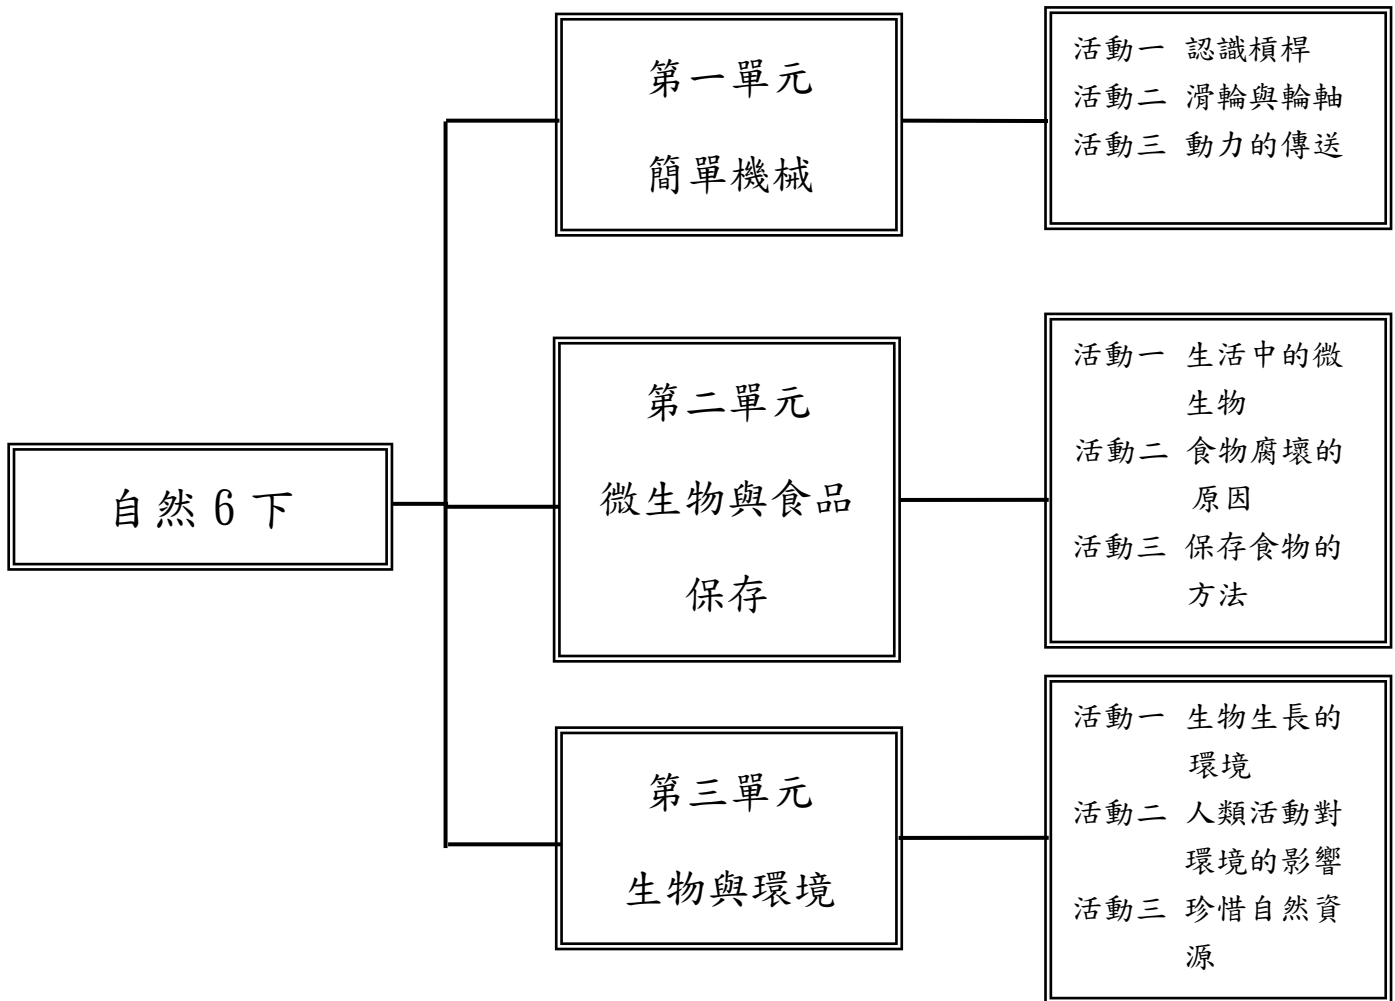 自然 6 下
第一單元
簡單機械
活動一 認識槓桿
活動二 滑輪與輪軸
活動三 動力的傳送
第二單元
微生物與食品
保存
活動一 生活中的微
生物
活動二 食物腐壞的
原因
活動三 保存食物的
方法
第三單元
生物與環境
活動一 生物生長的
環境
活動二 人類活動對
環境的影響
活動三 珍惜自然資
源